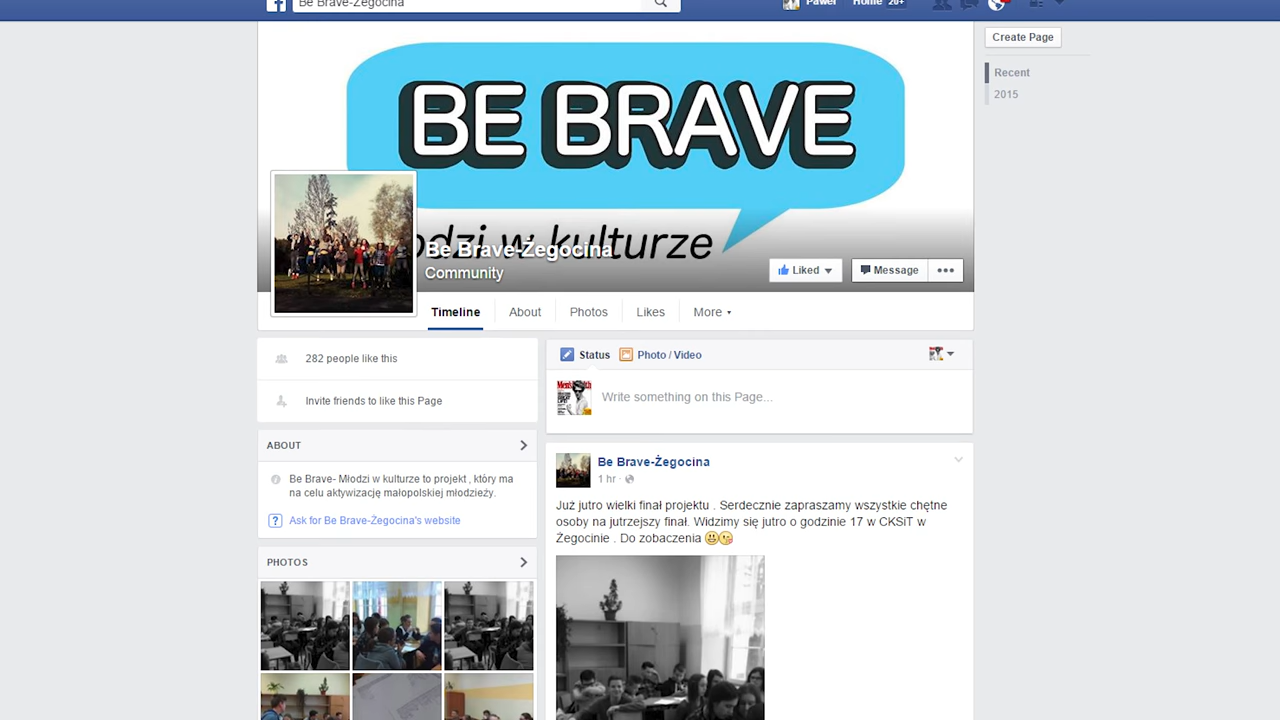 Be Brave-Żegocina
Paweł Home 20+
Create Page
Recent
2015
BE BRAVE
odzi w kulturze
Be Brave-Żegocina
Community
Liked
Message
Timeline About Photos Likes More
282 people like this
Invite friends to like this Page
ABOUT
Be Brave- Młodzi w kulturze to projekt , który ma
na celu aktywizację małopolskiej młodzieży.
Ask for Be Brave-Żegocina's website
PHOTOS
Status Photo / Video
Men's Health
Write something on this Page...
Be Brave-Żegocina
1 hr ·
Już jutro wielki finał projektu . Serdecznie zapraszamy wszystkie chętne
osoby na jutrzejszy finał. Widzimy się jutro o godzinie 17 w CKSiT w
Żegocinie . Do zobaczenia 😃😘